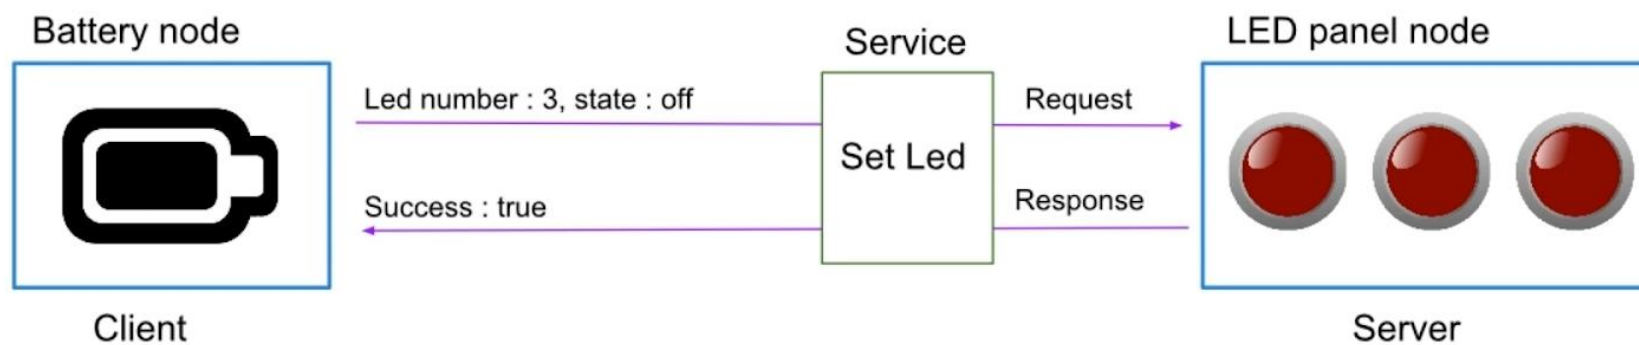 Battery node
Service
LED panel node
Led number : 3, state : off
Request
Set Led
Success : true
Response
Client
Server